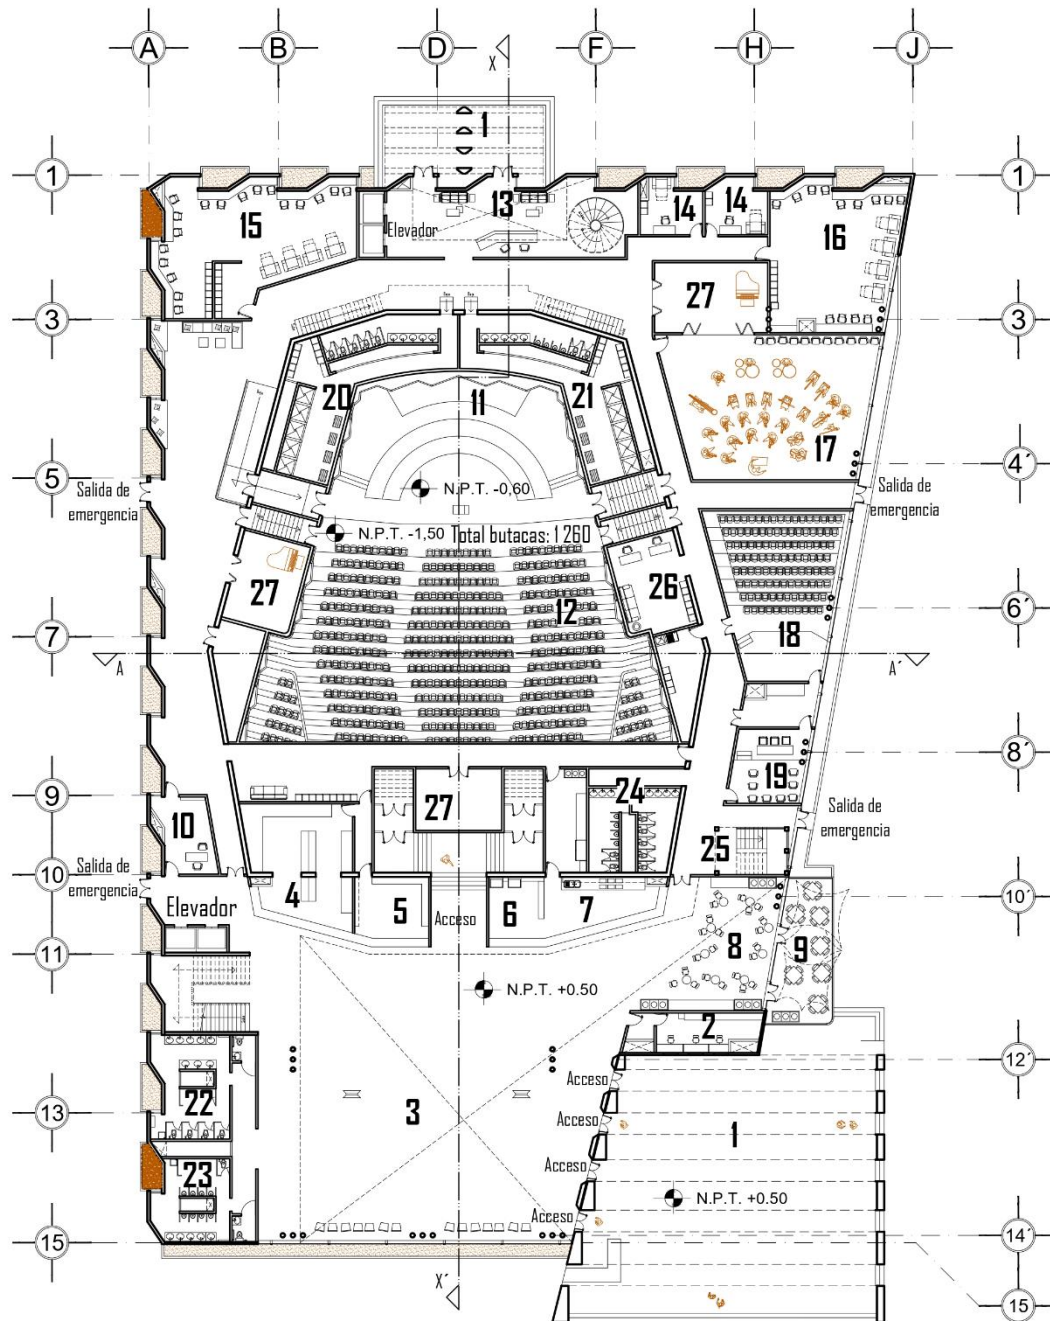 A B D F H J
X
1
1 1
13 14 14
15 16
Elevador
27
3 3
20 11 21
17
5 4´
Salida de
emergencia
N.P.T. -0,60
Salida de
emergencia
N.P.T. -1,50 Total butacas: 1 260
27 26 12
6´
7 18
A A´
8´
19
9 27 24
10 Salida de
emergencia
25
10
Salida de
emergencia
10´
4 5 Acceso 6 7
Elevador
8 9
11
N.P.T. +0.50
2
12´
Acceso
22 3 Acceso 1
13
Acceso
23
N.P.T. +0.50
Acceso
14´
15
X´
15